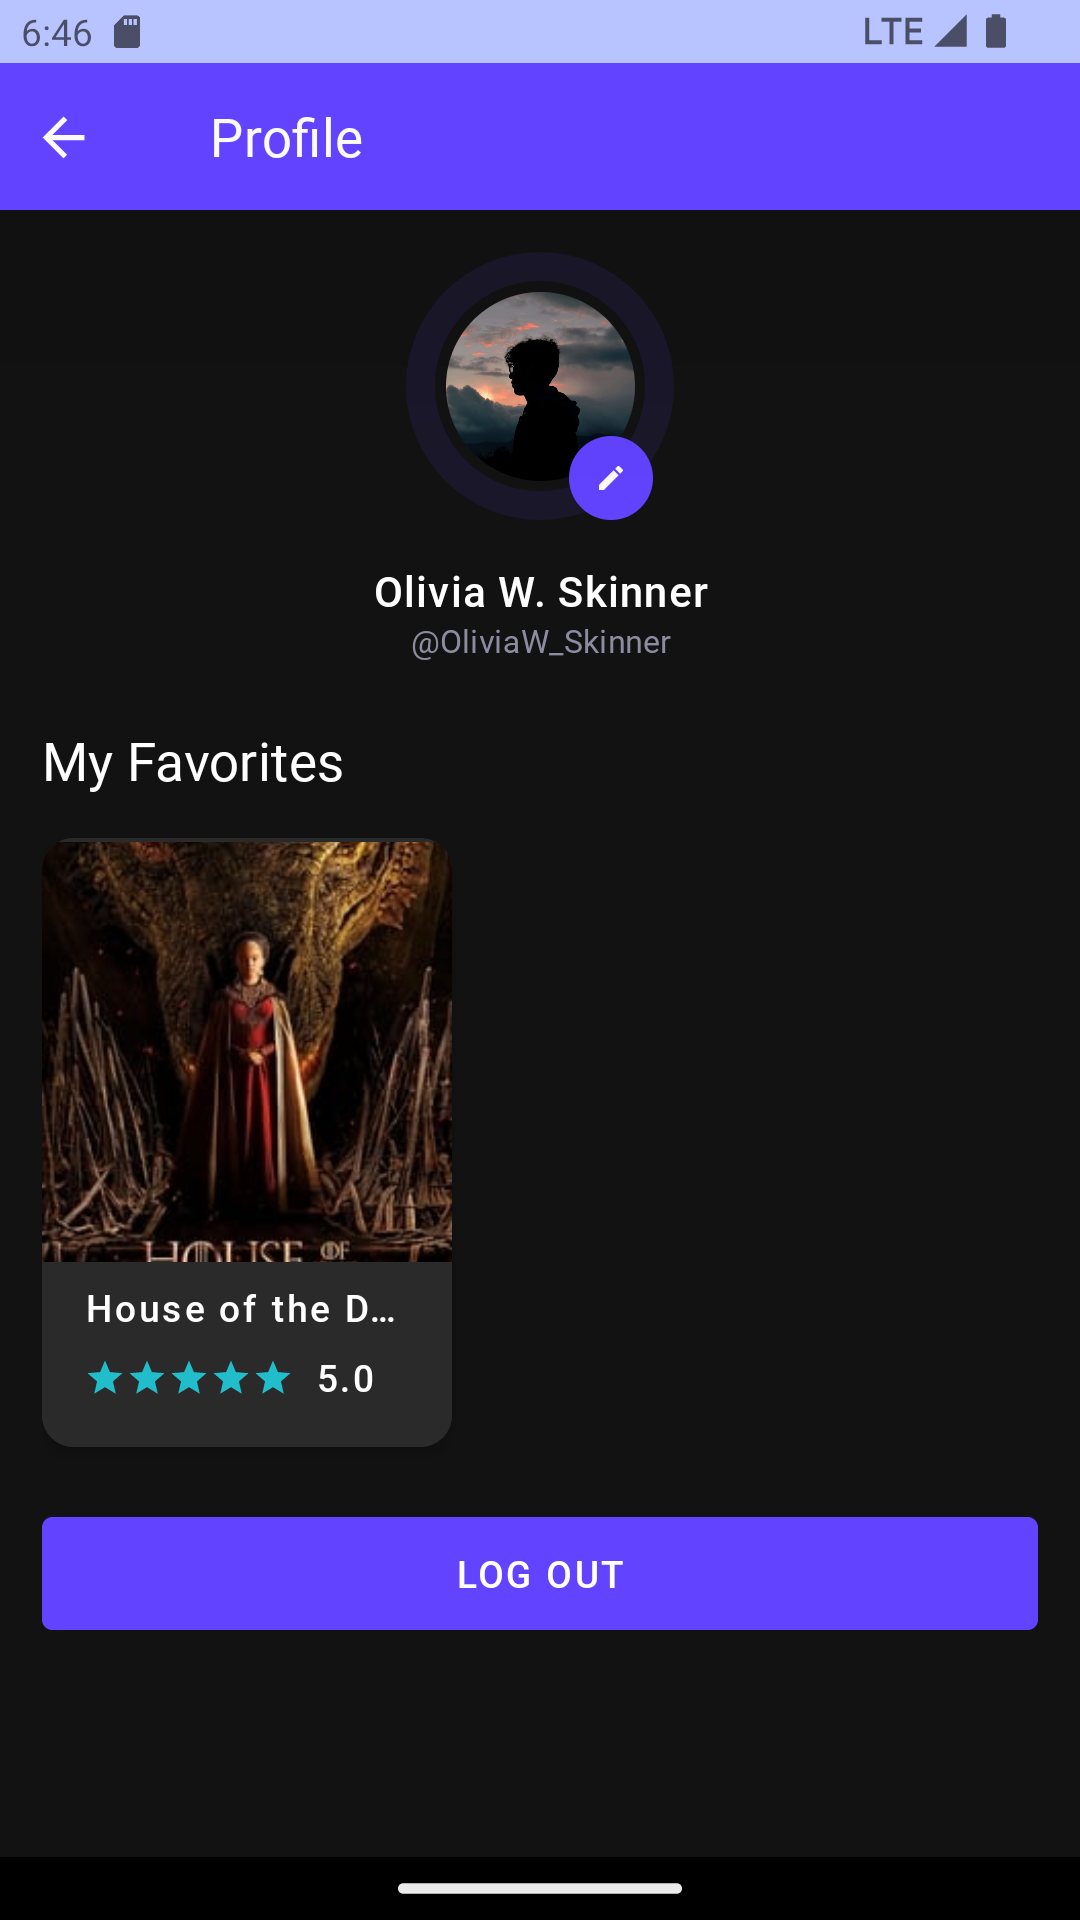 6:46
LTE
Profile
Olivia W. Skinner
@OliviaW_Skinner
My Favorites
HOUSE OF
House of the D...
5.0
LOG OUT